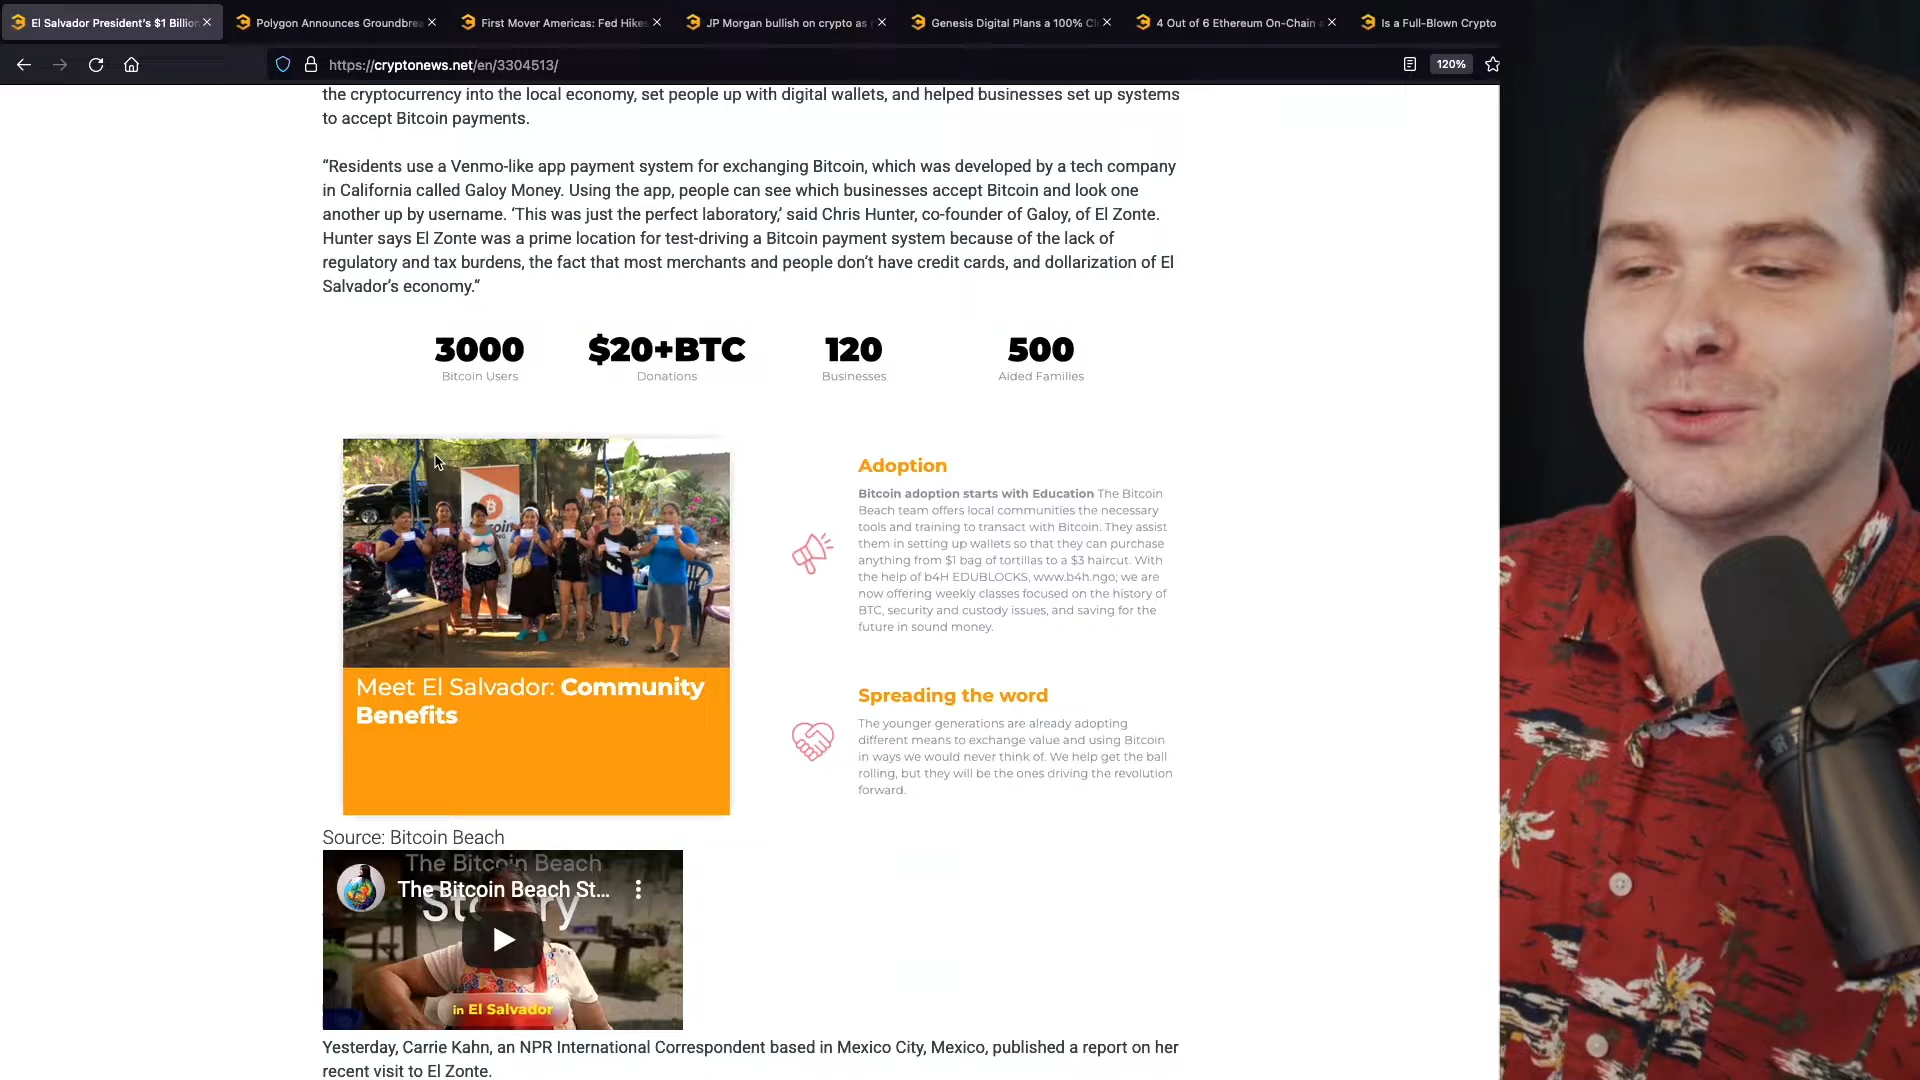 El Salvador President's $1 Billion
Polygon Announces Groundbrea
First Mover Americas: Fed Hikes
JP Morgan bullish on crypto as
Genesis Digital Plans a 100% C
4 Out of 6 Ethereum On-Chain
Is a Full-Blown Crypto
https://cryptonews.net/en/3304513/
120%
the cryptocurrency into the local economy, set people up with digital wallets, and helped businesses set up systems
to accept Bitcoin payments.
“Residents use a Venmo-like app payment system for exchanging Bitcoin, which was developed by a tech company
in California called Galoy Money. Using the app, people can see which businesses accept Bitcoin and look one
another up by username. ‘This was just the perfect laboratory,’ said Chris Hunter, co-founder of Galoy, of El Zonte.
Hunter says El Zonte was a prime location for test-driving a Bitcoin payment system because of the lack of
regulatory and tax burdens, the fact that most merchants and people don’t have credit cards, and dollarization of El
Salvador’s economy.“
3000
Bitcoin Users
$20+BTC
Donations
120
Businesses
500
Aided Families
Meet El Salvador: Community
Benefits
Adoption
Bitcoin adoption starts with Education The Bitcoin
Beach team offers local communities the necessary
tools and training to transact with Bitcoin. They assist
them in setting up wallets so that they can purchase
anything from $1 bag of tortillas to a $3 haircut. With
the help of b4H EDUBLOCKS, www.b4h.ngo; we are
now offering weekly classes focused on the history of
BTC, security and custody issues, and saving for the
future in sound money.
Spreading the word
The younger generations are already adopting
different means to exchange value and using Bitcoin
in ways we would never think of. We help get the ball
rolling, but they will be the ones driving the revolution
forward.
Source: Bitcoin Beach
The Bitcoin Beach
The Bitcoin Beach St...
Story
in El Salvador
Yesterday, Carrie Kahn, an NPR International Correspondent based in Mexico City, Mexico, published a report on her
recent visit to El Zonte.